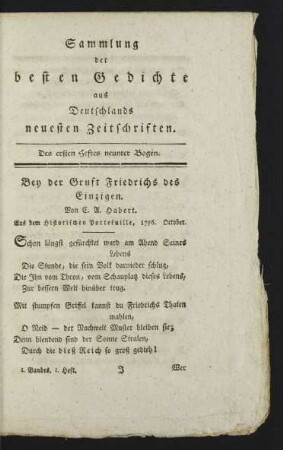 Sammlung
der
besten Gedichte
aus
Deutschlands
neuesten Zeitschriften.
Des ersten Heftes neunter Bogen.
Bey der Gruft Friedrichs des
Einzigen.
Von C. A. Habert.
Aus dem Historischen Portefeuille, 1786. October.
Schon längst gefürchtet ward am Abend Seines
Lebens
Die Stunde, die sein Volk darnieder schlug,
Die Ihn vom Thron, vom Schauplatz dieses Lebens,
Zur bessern Welt hinüber trug.
Mit stumpfen Griffel kannst du Friedrichs Thaten
mahlen,
O Neid — der Nachwelt Muster bleiben sie;
Denn blendend sind der Sonne Stralen,
Durch die dieß Reich so groß gedieh!
1. Bandes, 1. Heft.
J
Wer